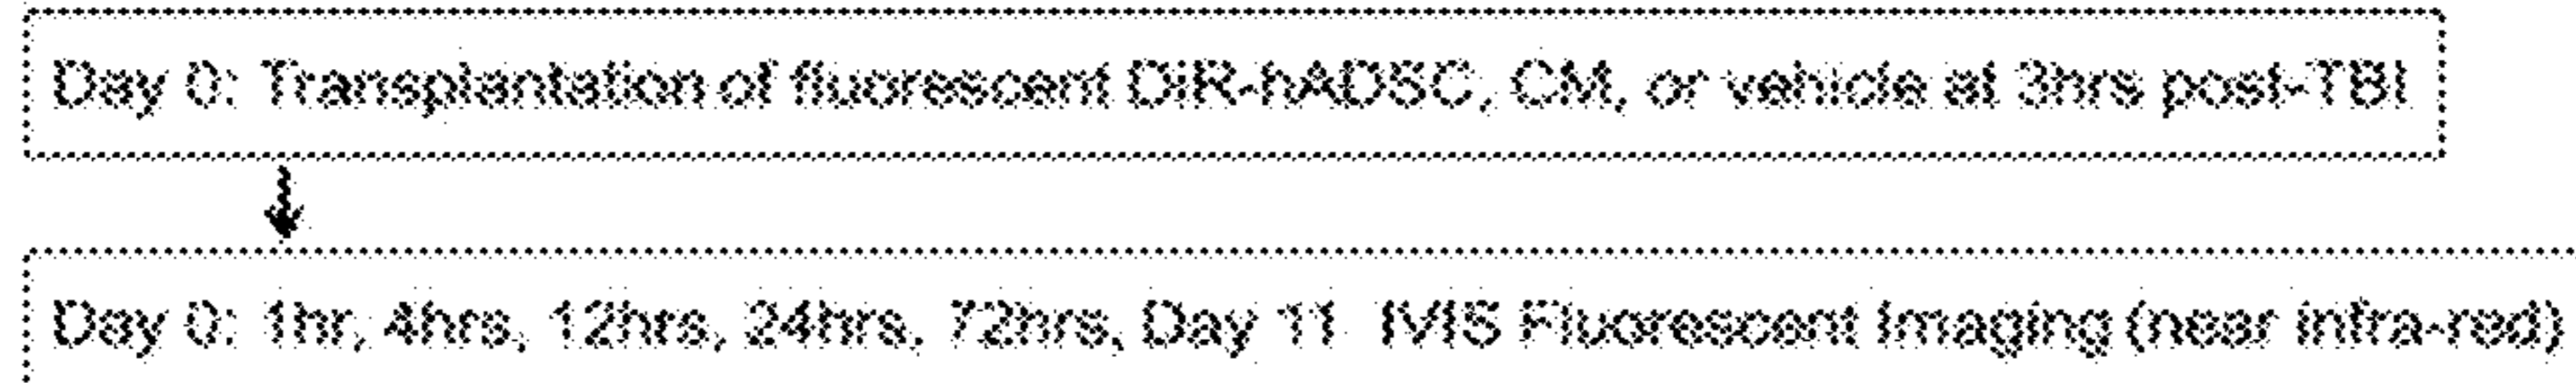 Day 0: Transplantation of fluorescent DiR-hADSC, CM, or vehicle at 3hrs post-TBI
Day 0: 1hr, 4hrs, 12hrs, 24hrs, 72hrs, Day 11 IVIS Fluorescent Imaging (near infra-red)